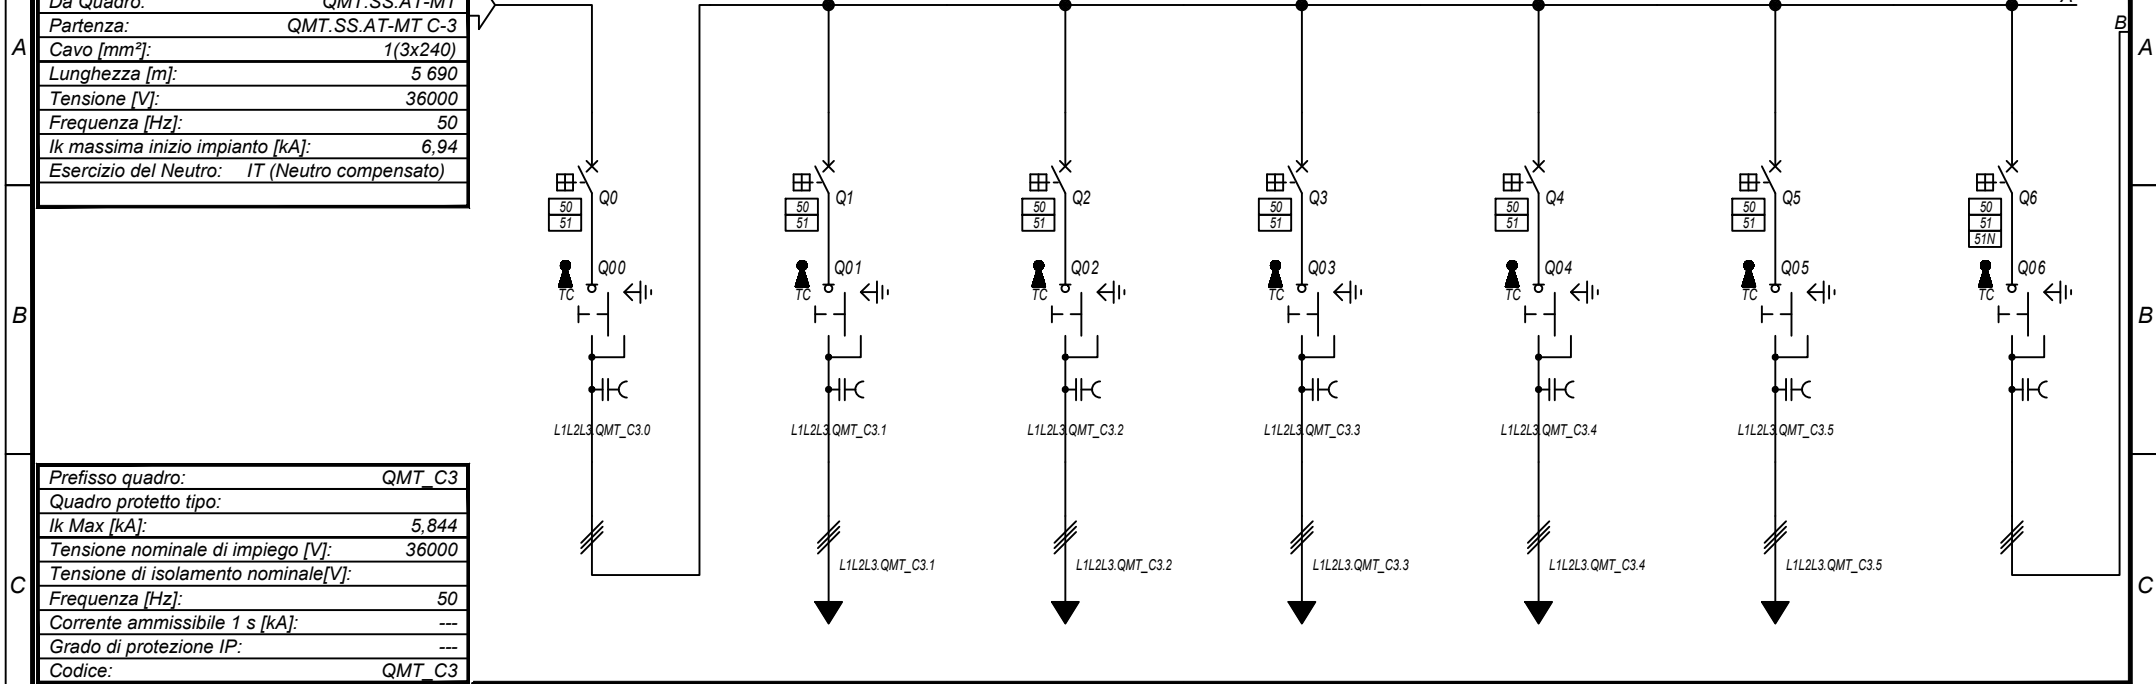 Da Quadro: QMT.SS.AT-MT
Partenza: QMT.SS.AT-MT C-3
Cavo [mm²]: 1(3x240)
Lunghezza [m]: 5 690
Tensione [V]: 36000
Frequenza [Hz]: 50
Ik massima inizio impianto [kA]: 6,94
Esercizio del Neutro: IT (Neutro compensato)
A
B
A
Q0 Q1 Q2 Q3 Q4 Q5 Q6
50 50 50 50 50 50 50
51 51 51 51 51 51 51
51N
Q00 Q01 Q02 Q03 Q04 Q05 Q06
TC TC TC TC TC TC TC
B
B
L1L2L3.QMT_C3.0 L1L2L3.QMT_C3.1 L1L2L3.QMT_C3.2 L1L2L3.QMT_C3.3 L1L2L3.QMT_C3.4 L1L2L3.QMT_C3.5
L1L2L3.QMT_C3.1 L1L2L3.QMT_C3.2 L1L2L3.QMT_C3.3 L1L2L3.QMT_C3.4 L1L2L3.QMT_C3.5
Prefisso quadro: QMT_C3
Quadro protetto tipo:
Ik Max [kA]: 5,844
Tensione nominale di impiego [V]: 36000
Tensione di isolamento nominale[V]:
Frequenza [Hz]: 50
Corrente ammissibile 1 s [kA]: ---
Grado di protezione IP: ---
Codice: QMT_C3
C
C